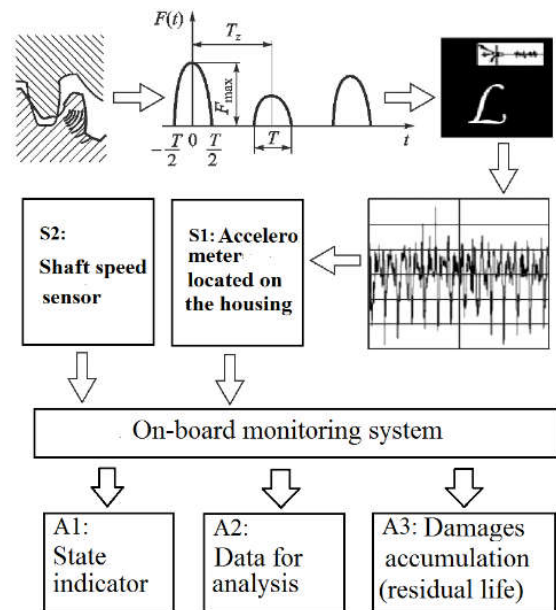 F(t)
T_z
F_max
-T/2 0 T/2
T
t
ℒ
S2:
Shaft speed
sensor
S1: Accelero
meter
located on
the housing
On-board monitoring system
A1:
State
indicator
A2:
Data for
analysis
A3: Damages
accumulation
(residual life)